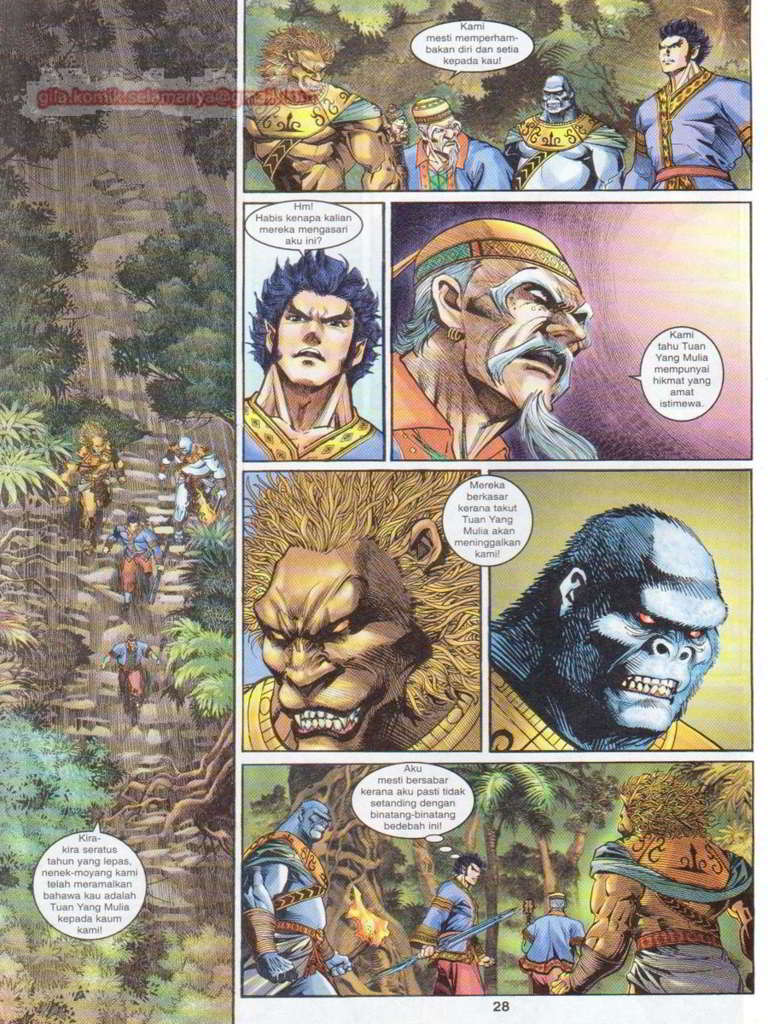 gila.komik.selamanya@gmail.com
Kira-
kira seratus
tahun yang lepas,
nenek-moyang kami
telah meramalkan
bahawa kau adalah
Tuan Yang Mulia
kepada kaum
kami!
Kami
mesti memperham-
bakan diri dan setia
kepada kau!
Hm!
Habis kenapa kalian
mereka mengasari
aku ini?
Kami
tahu Tuan
Yang Mulia
mempunyai
hikmat yang
amat
istimewa.
Mereka
berkasar
kerana takut
Tuan Yang
Mulia akan
meninggalkan
kami!
Aku
mesti bersabar
kerana aku pasti tidak
setanding dengan
binatang-binatang
bedebah ini!
28